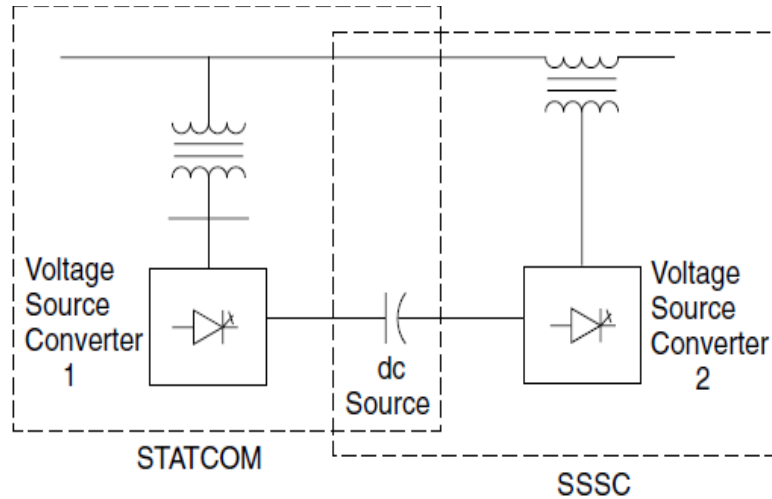 Voltage
Source
Converter
1
dc
Source
Voltage
Source
Converter
2
STATCOM
SSSC